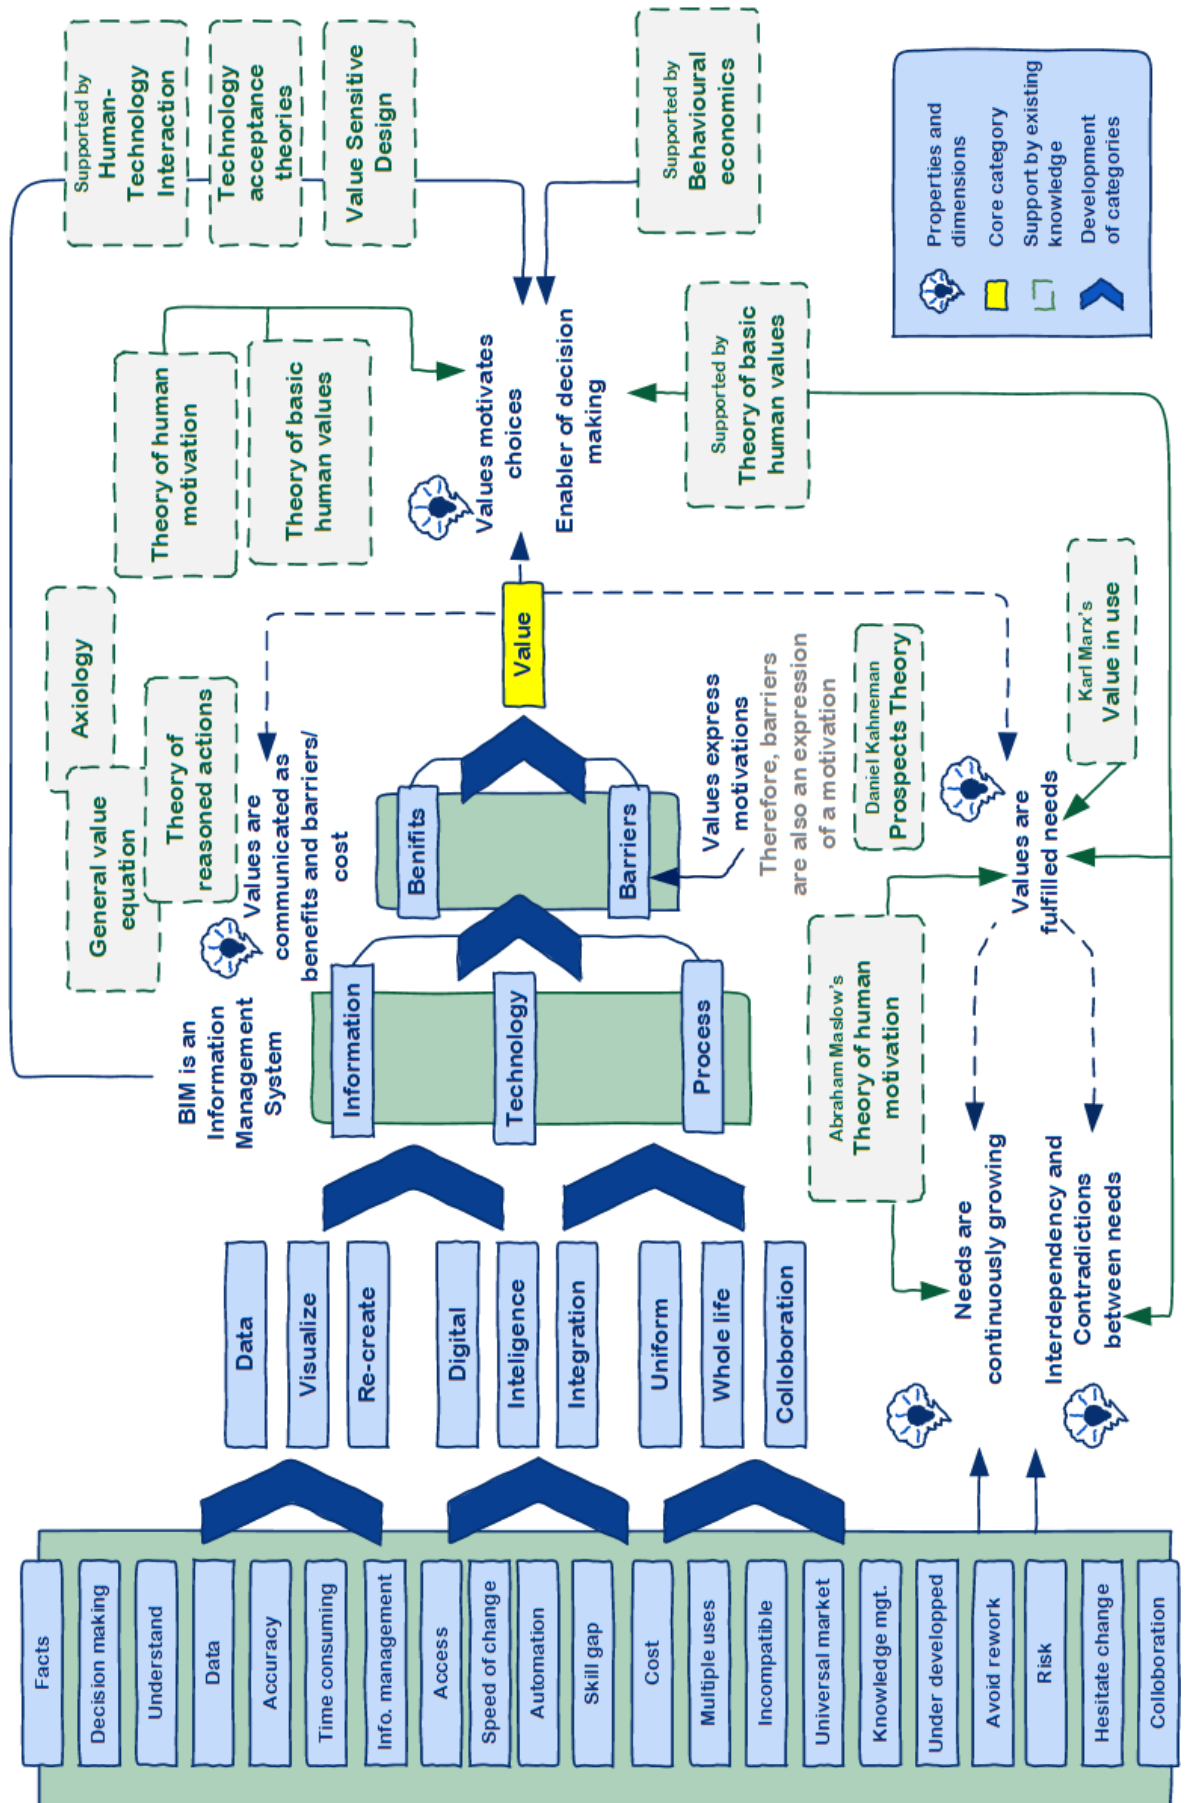 Facts
Decision making
Understand
Data
Accuracy
Time consuming
Info. management
Access
Speed of change
Automation
Skill gap
Cost
Multiple uses
Incompatible
Universal market
Knowledge mgt.
Under developped
Avoid rework
Risk
Hesitate change
Colloboration
Data
Visualize
Re-create
Digital
Inteligence
Integration
Uniform
Whole life
Colloboration
BIM is an
Information
Management
System
Information
Technology
Process
General value
equation
Axiology
Theory of
reasoned actions
Values are
communicated as
benefits and barriers/
cost
Benifits
Barriers
Value
Values express
motivations
Therefore, barriers
are also an expression
of a motivation
Daniel Kahneman
Prospects Theory
Abraham Maslow's
Theory of human
motivation
Needs are
continuously growing
Interdependency and
Contradictions
between needs
Values are
fulfilled needs
Karl Marx's
Value in use
Theory of human
motivation
Theory of basic
human values
Values motivates
choices
Enabler of decision
making
Supported by
Theory of basic
human values
Supported by
Human-
Technology
Interaction
Technology
acceptance
theories
Value Sensitive
Design
Supported by
Behavioural
economics
Properties and
dimensions
Core category
Support by existing
knowledge
Development
of categories